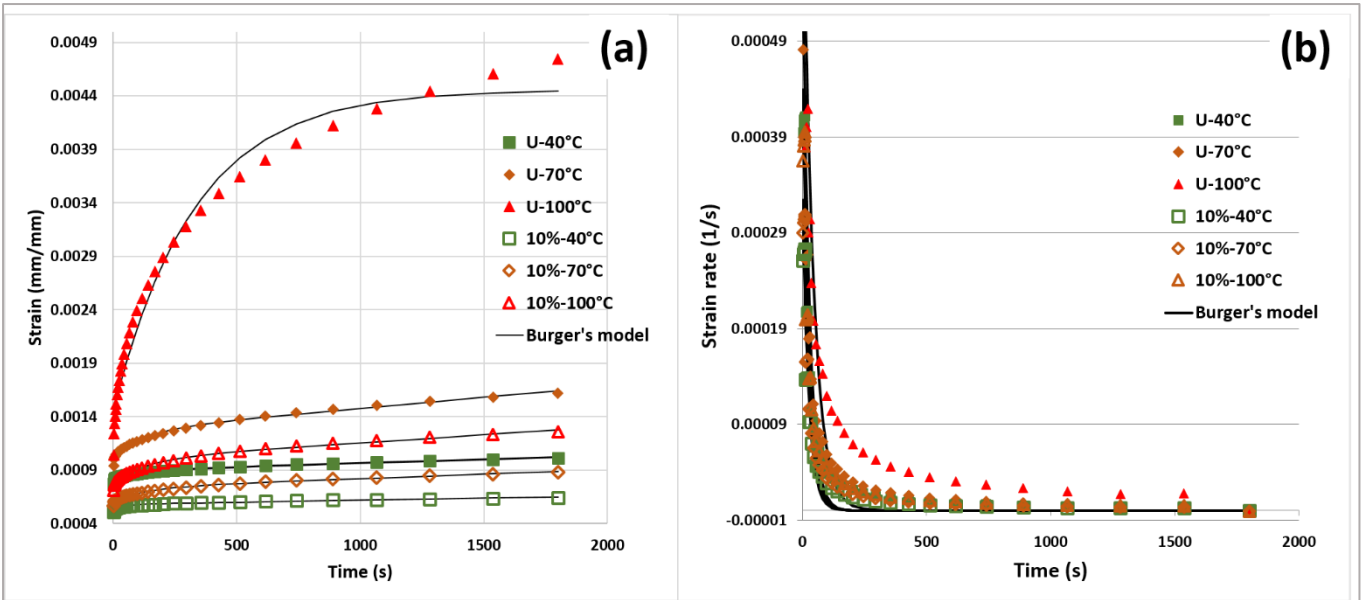 (a)
Strain (mm/mm)
0.0049
0.0044
0.0039
0.0034
0.0029
0.0024
0.0019
0.0014
0.0009
0.0004
0
500
1000
1500
2000
Time (s)
U-40°C
U-70°C
U-100°C
10%-40°C
10%-70°C
10%-100°C
Burger's model
(b)
Strain rate (1/s)
0.00049
0.00039
0.00029
0.00019
0.00009
-0.00001
0
500
1000
1500
2000
Time (s)
U-40°C
U-70°C
U-100°C
10%-40°C
10%-70°C
10%-100°C
Burger's model